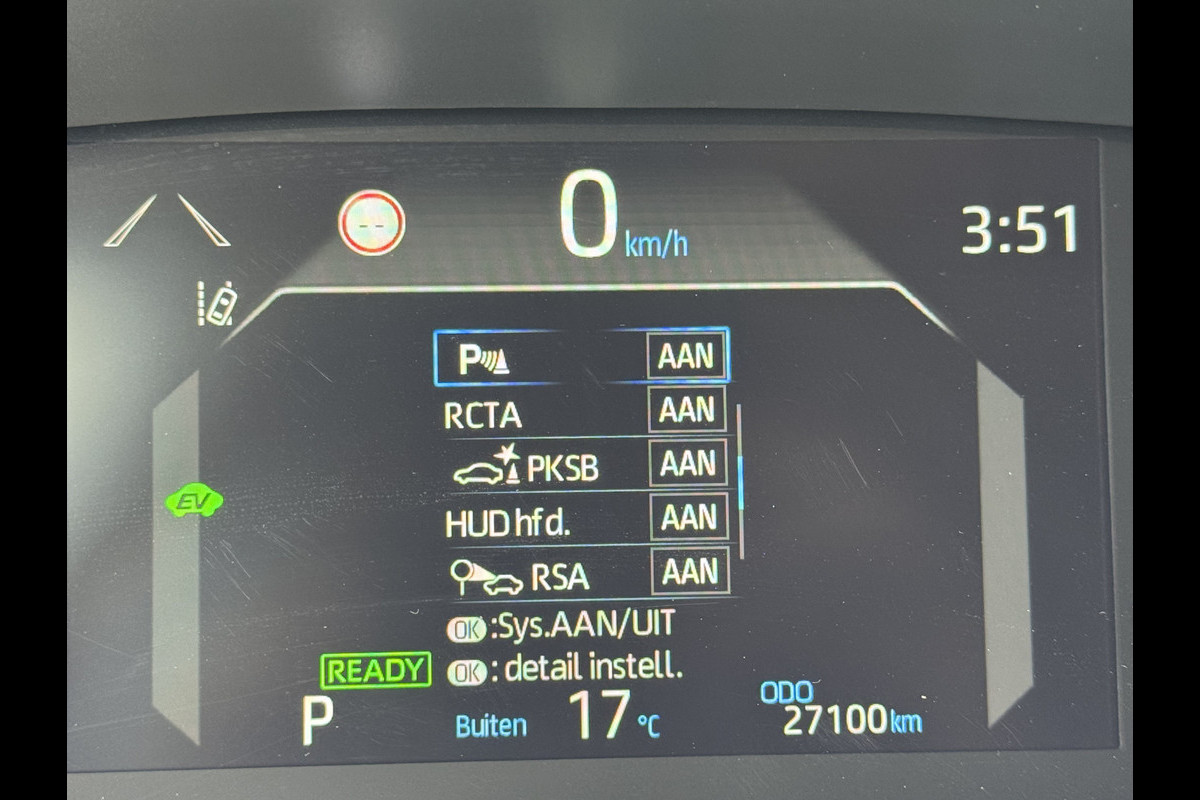 0 km/h
3:51
-- 
P AAN
RCTA AAN
PKSB AAN
HUD hfd. AAN
EV
RSA AAN
OK :Sys.AAN/UIT
READY
OK : detail instell.
P
Buiten 17 °C
ODO
27100 km